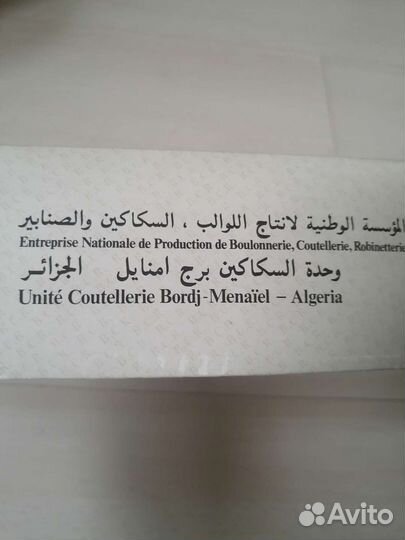 المؤسسة الوطنية لانتاج اللوالب ، السكاكين والصنابير
Entreprise Nationale de Production de Boulonnerie, Coutellerie, Robinetterie
وحدة السكاكين برج امنايل الجزائر
Unité Coutellerie Bordj-Menaïel – Algeria
Avito